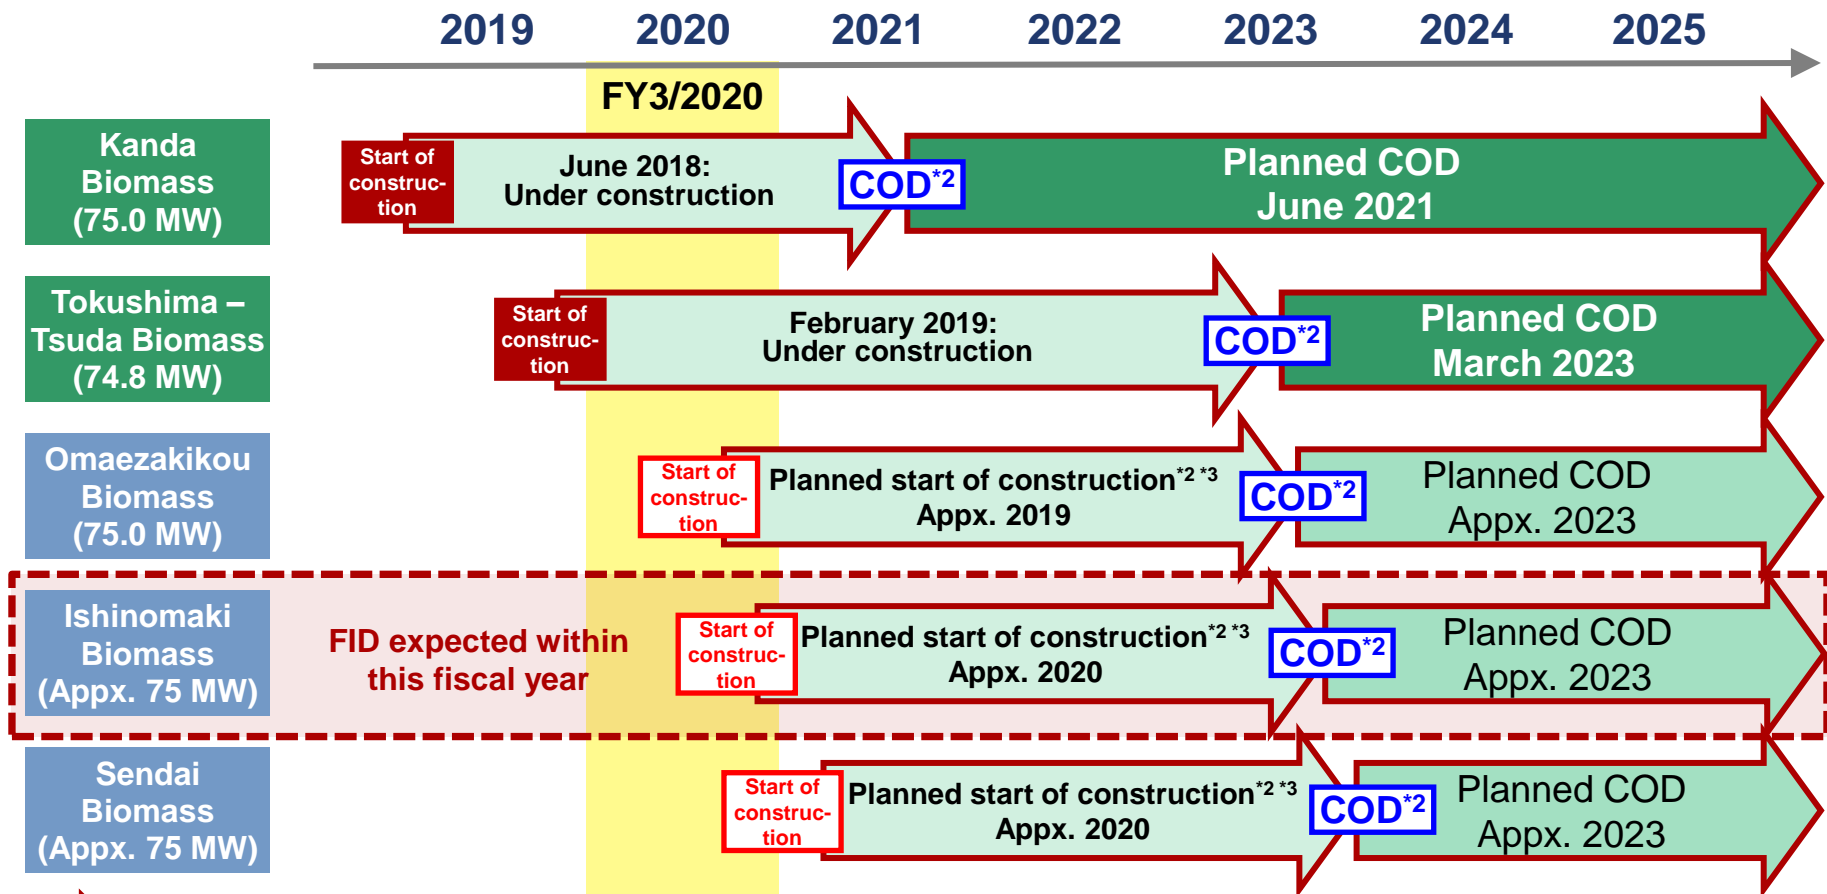 2019 2020 2021 2022 2023 2024 2025
FY3/2020
Kanda
Biomass
(75.0 MW)
Start of
construc-
tion
June 2018:
Under construction
COD*2
Planned COD
June 2021
Tokushima –
Tsuda Biomass
(74.8 MW)
Start of
construc-
tion
February 2019:
Under construction
COD*2
Planned COD
March 2023
Omaezakikou
Biomass
(75.0 MW)
Start of
construc-
tion
Planned start of construction*2 *3
Appx. 2019
COD*2
Planned COD
Appx. 2023
Ishinomaki
Biomass
(Appx. 75 MW)
FID expected within
this fiscal year
Start of
construc-
tion
Planned start of construction*2 *3
Appx. 2020
COD*2
Planned COD
Appx. 2023
Sendai
Biomass
(Appx. 75 MW)
Start of
construc-
tion
Planned start of construction*2 *3
Appx. 2020
COD*2
Planned COD
Appx. 2023